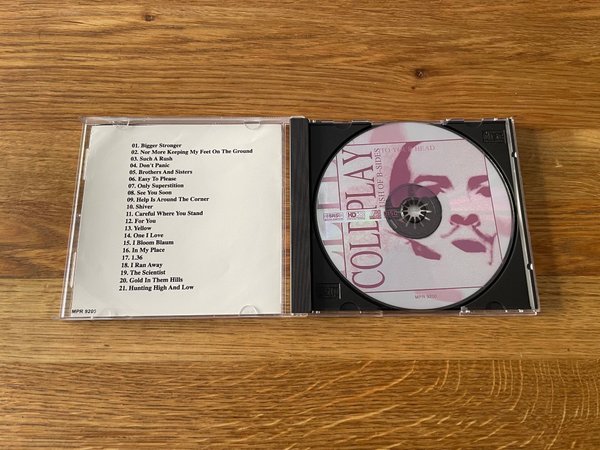 01. Bigger Stronger
02. Nor More Keeping My Feet On The Ground
03. Such A Rush
04. Don't Panic
05. Brothers And Sisters
06. Easy To Please
07. Only Superstition
08. See You Soon
09. Help Is Around The Corner
10. Shiver
11. Careful Where You Stand
12. For You
13. Yellow
14. One I Love
15. I Bloom Blaum
16. In My Place
17. 1.36
18. I Ran Away
19. The Scientist
20. Gold In Them Hills
21. Hunting High And Low
MPR 9200
COLDPLAY
TO YOUR HEAD
OF B-SIDES
HD
MPR 9200